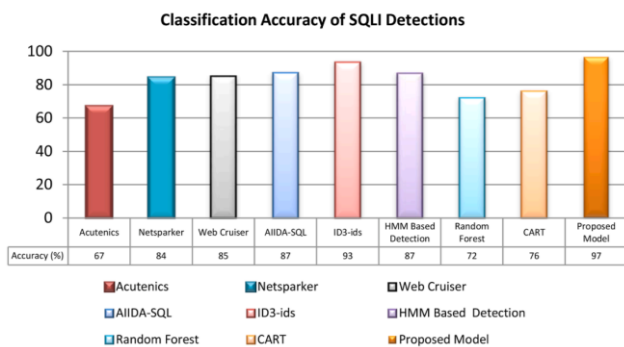 Classification Accuracy of SQLI Detections
100
80
60
40
20
0
Acutenics Netsparker Web Cruiser AIIDA-SQL ID3-ids HMM Based Detection Random Forest CART Proposed Model
Accuracy (%) 67 84 85 87 93 87 72 76 97
Acutenics Netsparker Web Cruiser
AIIDA-SQL ID3-ids HMM Based Detection
Random Forest CART Proposed Model